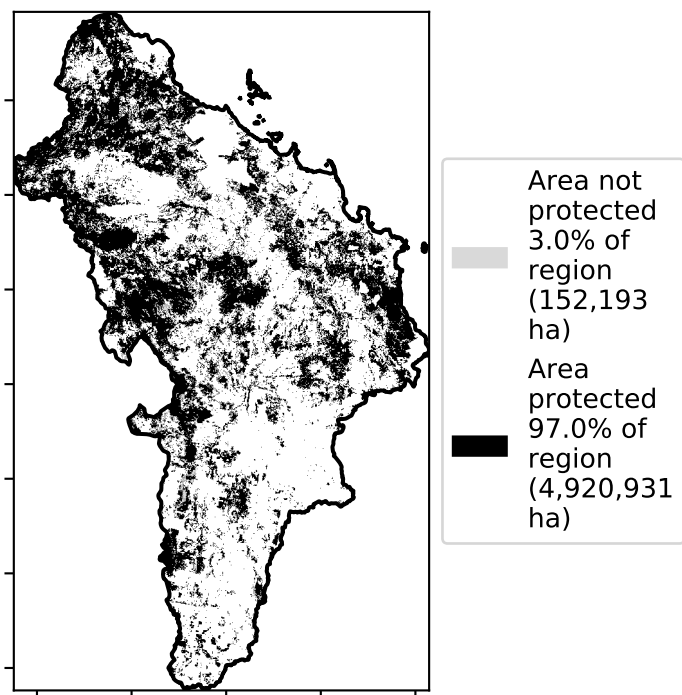 Area not
protected
3.0% of
region
(152,193
ha)
Area
protected
97.0% of
region
(4,920,931
ha)